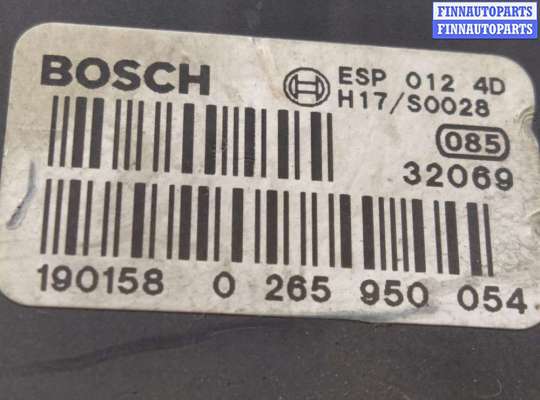 FINNAUTOPARTS
FINNAUTOPARTS
BOSCH
ESP 012 4D
H17/S0028
085
32069
190158 0 265 950 054